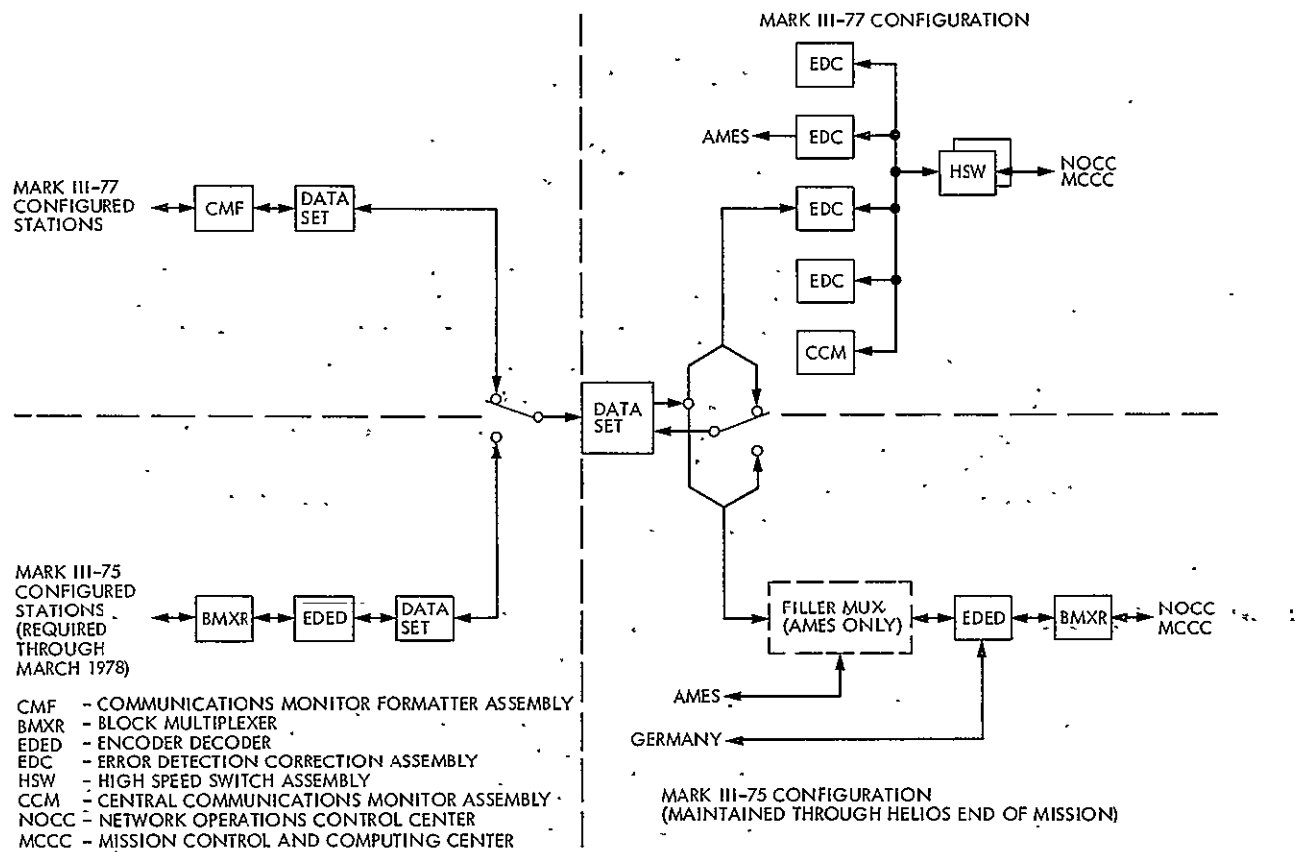 MARK III-77 CONFIGURATION
EDC
AMES
EDC
HSW
NOCC
MCCC
MARK III-77
CONFIGURED
STATIONS
CMF
DATA
SET
EDC
EDC
CCM
DATA
SET
MARK III-75
CONFIGURED
STATIONS
(REQUIRED
THROUGH
MARCH 1978)
BMXR
EDED
DATA
SET
FILLER MUX
(AMES ONLY)
EDED
BMXR
NOCC
MCCC
AMES
GERMANY
CMF - COMMUNICATIONS MONITOR FORMATTER ASSEMBLY
BMXR - BLOCK MULTIPLEXER
EDED - ENCODER DECODER
EDC - ERROR DETECTION CORRECTION ASSEMBLY
HSW - HIGH SPEED SWITCH ASSEMBLY
CCM - CENTRAL COMMUNICATIONS MONITOR ASSEMBLY
NOCC - NETWORK OPERATIONS CONTROL CENTER
MCCC - MISSION CONTROL AND COMPUTING CENTER
MARK III-75 CONFIGURATION
(MAINTAINED THROUGH HELIOS END OF MISSION)